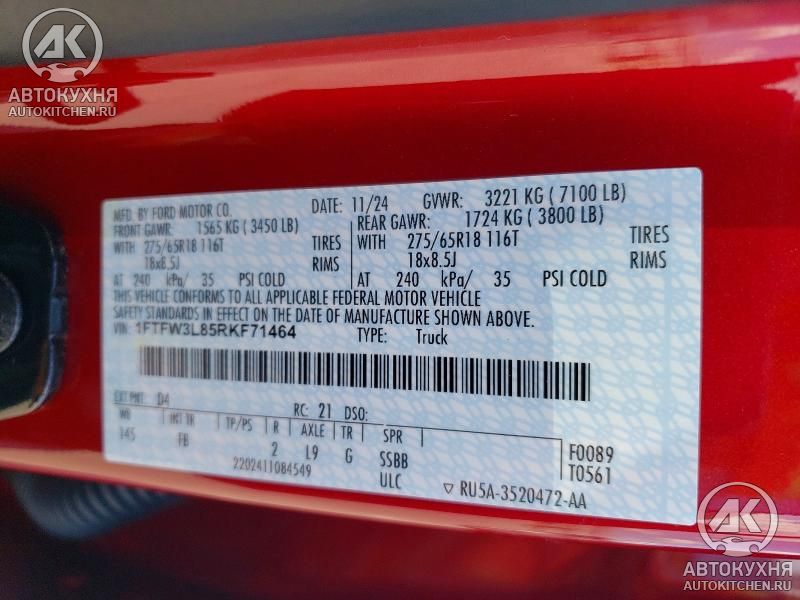 AK
АВТОКУХНЯ
AUTOKITCHEN.RU
MFD. BY FORD MOTOR CO.
DATE: 11/24 GVWR: 3221 KG ( 7100 LB)
FRONT GAWR: 1565 KG ( 3450 LB)
REAR GAWR: 1724 KG ( 3800 LB)
WITH 275/65R18 116T TIRES
WITH 275/65R18 116T TIRES
18x8.5J RIMS
18x8.5J RIMS
AT 240 kPa/ 35 PSI COLD
AT 240 kPa/ 35 PSI COLD
THIS VEHICLE CONFORMS TO ALL APPLICABLE FEDERAL MOTOR VEHICLE
SAFETY STANDARDS IN EFFECT ON THE DATE OF MANUFACTURE SHOWN ABOVE.
VIN: 1FTFW3L85RKF71464 TYPE: Truck
EXT PNT: D4 RC: 21 DSO:
WB INT TR TP/PS R AXLE TR SPR
145 FB 2 L9 G SSBB
ULC
2202411084549
F0089
T0561
▽ RU5A-3520472-AA
AK
АВТОКУХНЯ
AUTOKITCHEN.RU